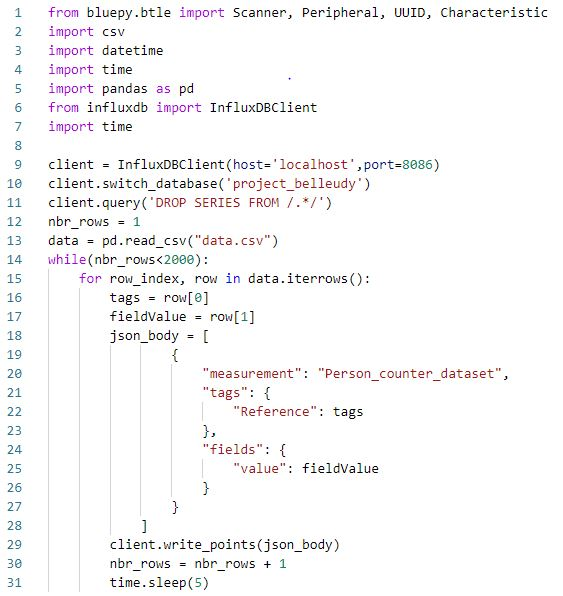 1 from bluepy.btle import Scanner, Peripheral, UUID, Characteristic
2 import csv
3 import datetime
4 import time
5 import pandas as pd
6 from influxdb import InfluxDBClient
7 import time
8
9 client = InfluxDBClient(host='localhost',port=8086)
10 client.switch_database('project_belleudy')
11 client.query('DROP SERIES FROM /.*/')
12 nbr_rows = 1
13 data = pd.read_csv("data.csv")
14 while(nbr_rows<2000):
15     for row_index, row in data.iterrows():
16         tags = row[0]
17         fieldValue = row[1]
18         json_body = [
19                 {
20                     "measurement": "Person_counter_dataset",
21                     "tags": {
22                         "Reference": tags
23                     },
24                     "fields": {
25                         "value": fieldValue
26                     }
27                 }
28             ]
29         client.write_points(json_body)
30         nbr_rows = nbr_rows + 1
31         time.sleep(5)